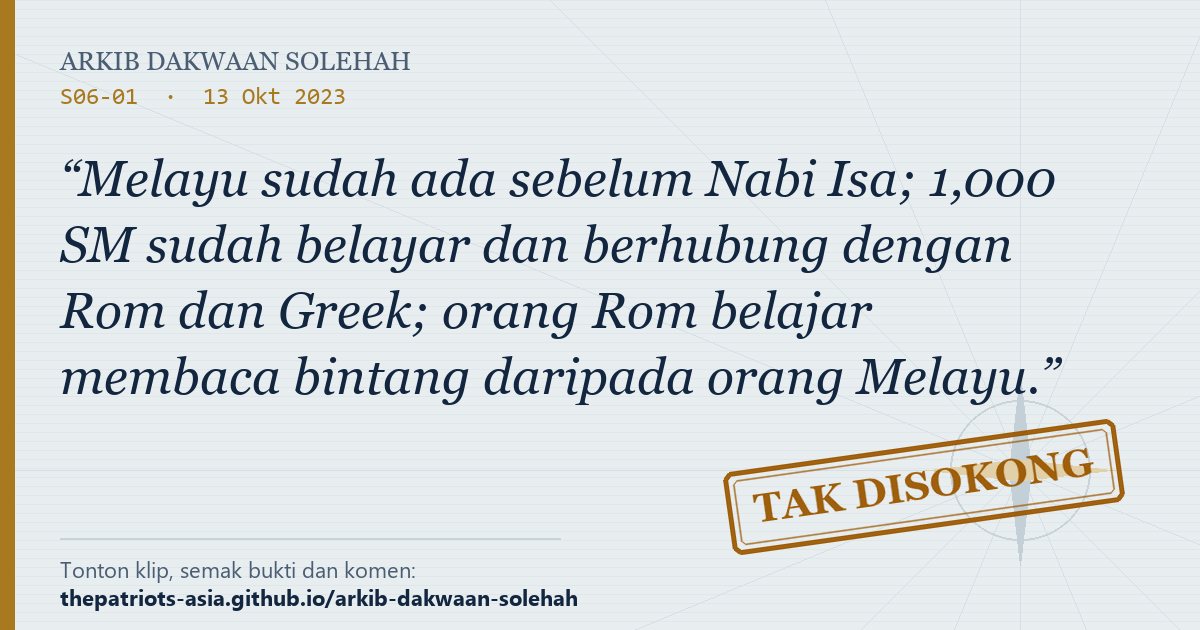 ARKIB DAKWAAN SOLEHAH
S06-01 · 13 Okt 2023
“Melayu sudah ada sebelum Nabi Isa; 1,000
SM sudah belayar dan berhubung dengan
Rom dan Greek; orang Rom belajar
membaca bintang daripada orang Melayu.”
TAK DISOKONG
Tonton klip, semak bukti dan komen:
thepatriots-asia.github.io/arkib-dakwaan-solehah